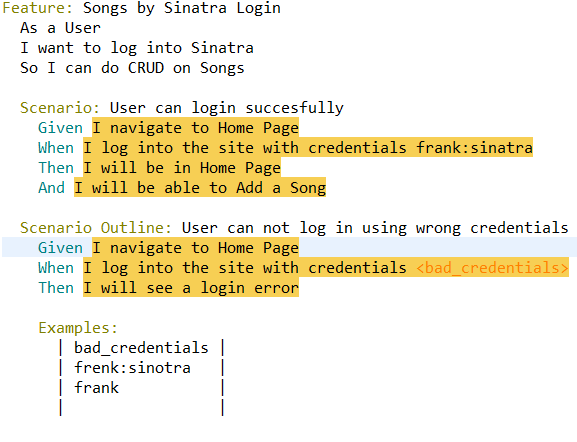 Feature: Songs by Sinatra Login
As a User
I want to log into Sinatra
So I can do CRUD on Songs
Scenario: User can login succesfully
Given I navigate to Home Page
When I log into the site with credentials frank:sinatra
Then I will be in Home Page
And I will be able to Add a Song
Scenario Outline: User can not log in using wrong credentials
Given I navigate to Home Page
When I log into the site with credentials <bad_credentials>
Then I will see a login error
Examples:
| bad_credentials |
| frenk:sinotra |
| frank |
| |